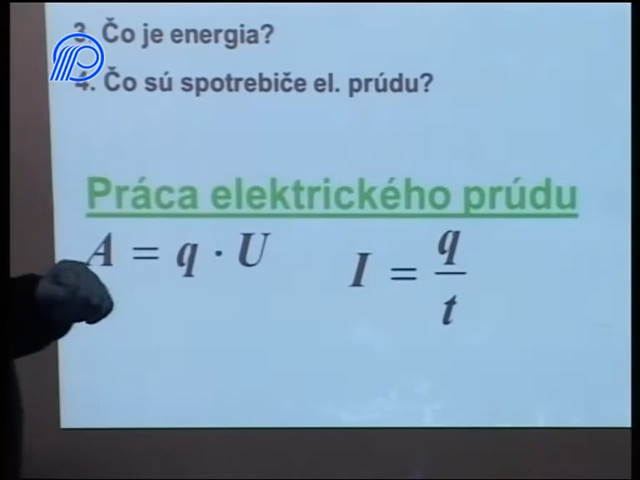 3. Čo je energia?
4. Čo sú spotrebiče el. prúdu?
Práca elektrického prúdu
A = q · U
I = q / t